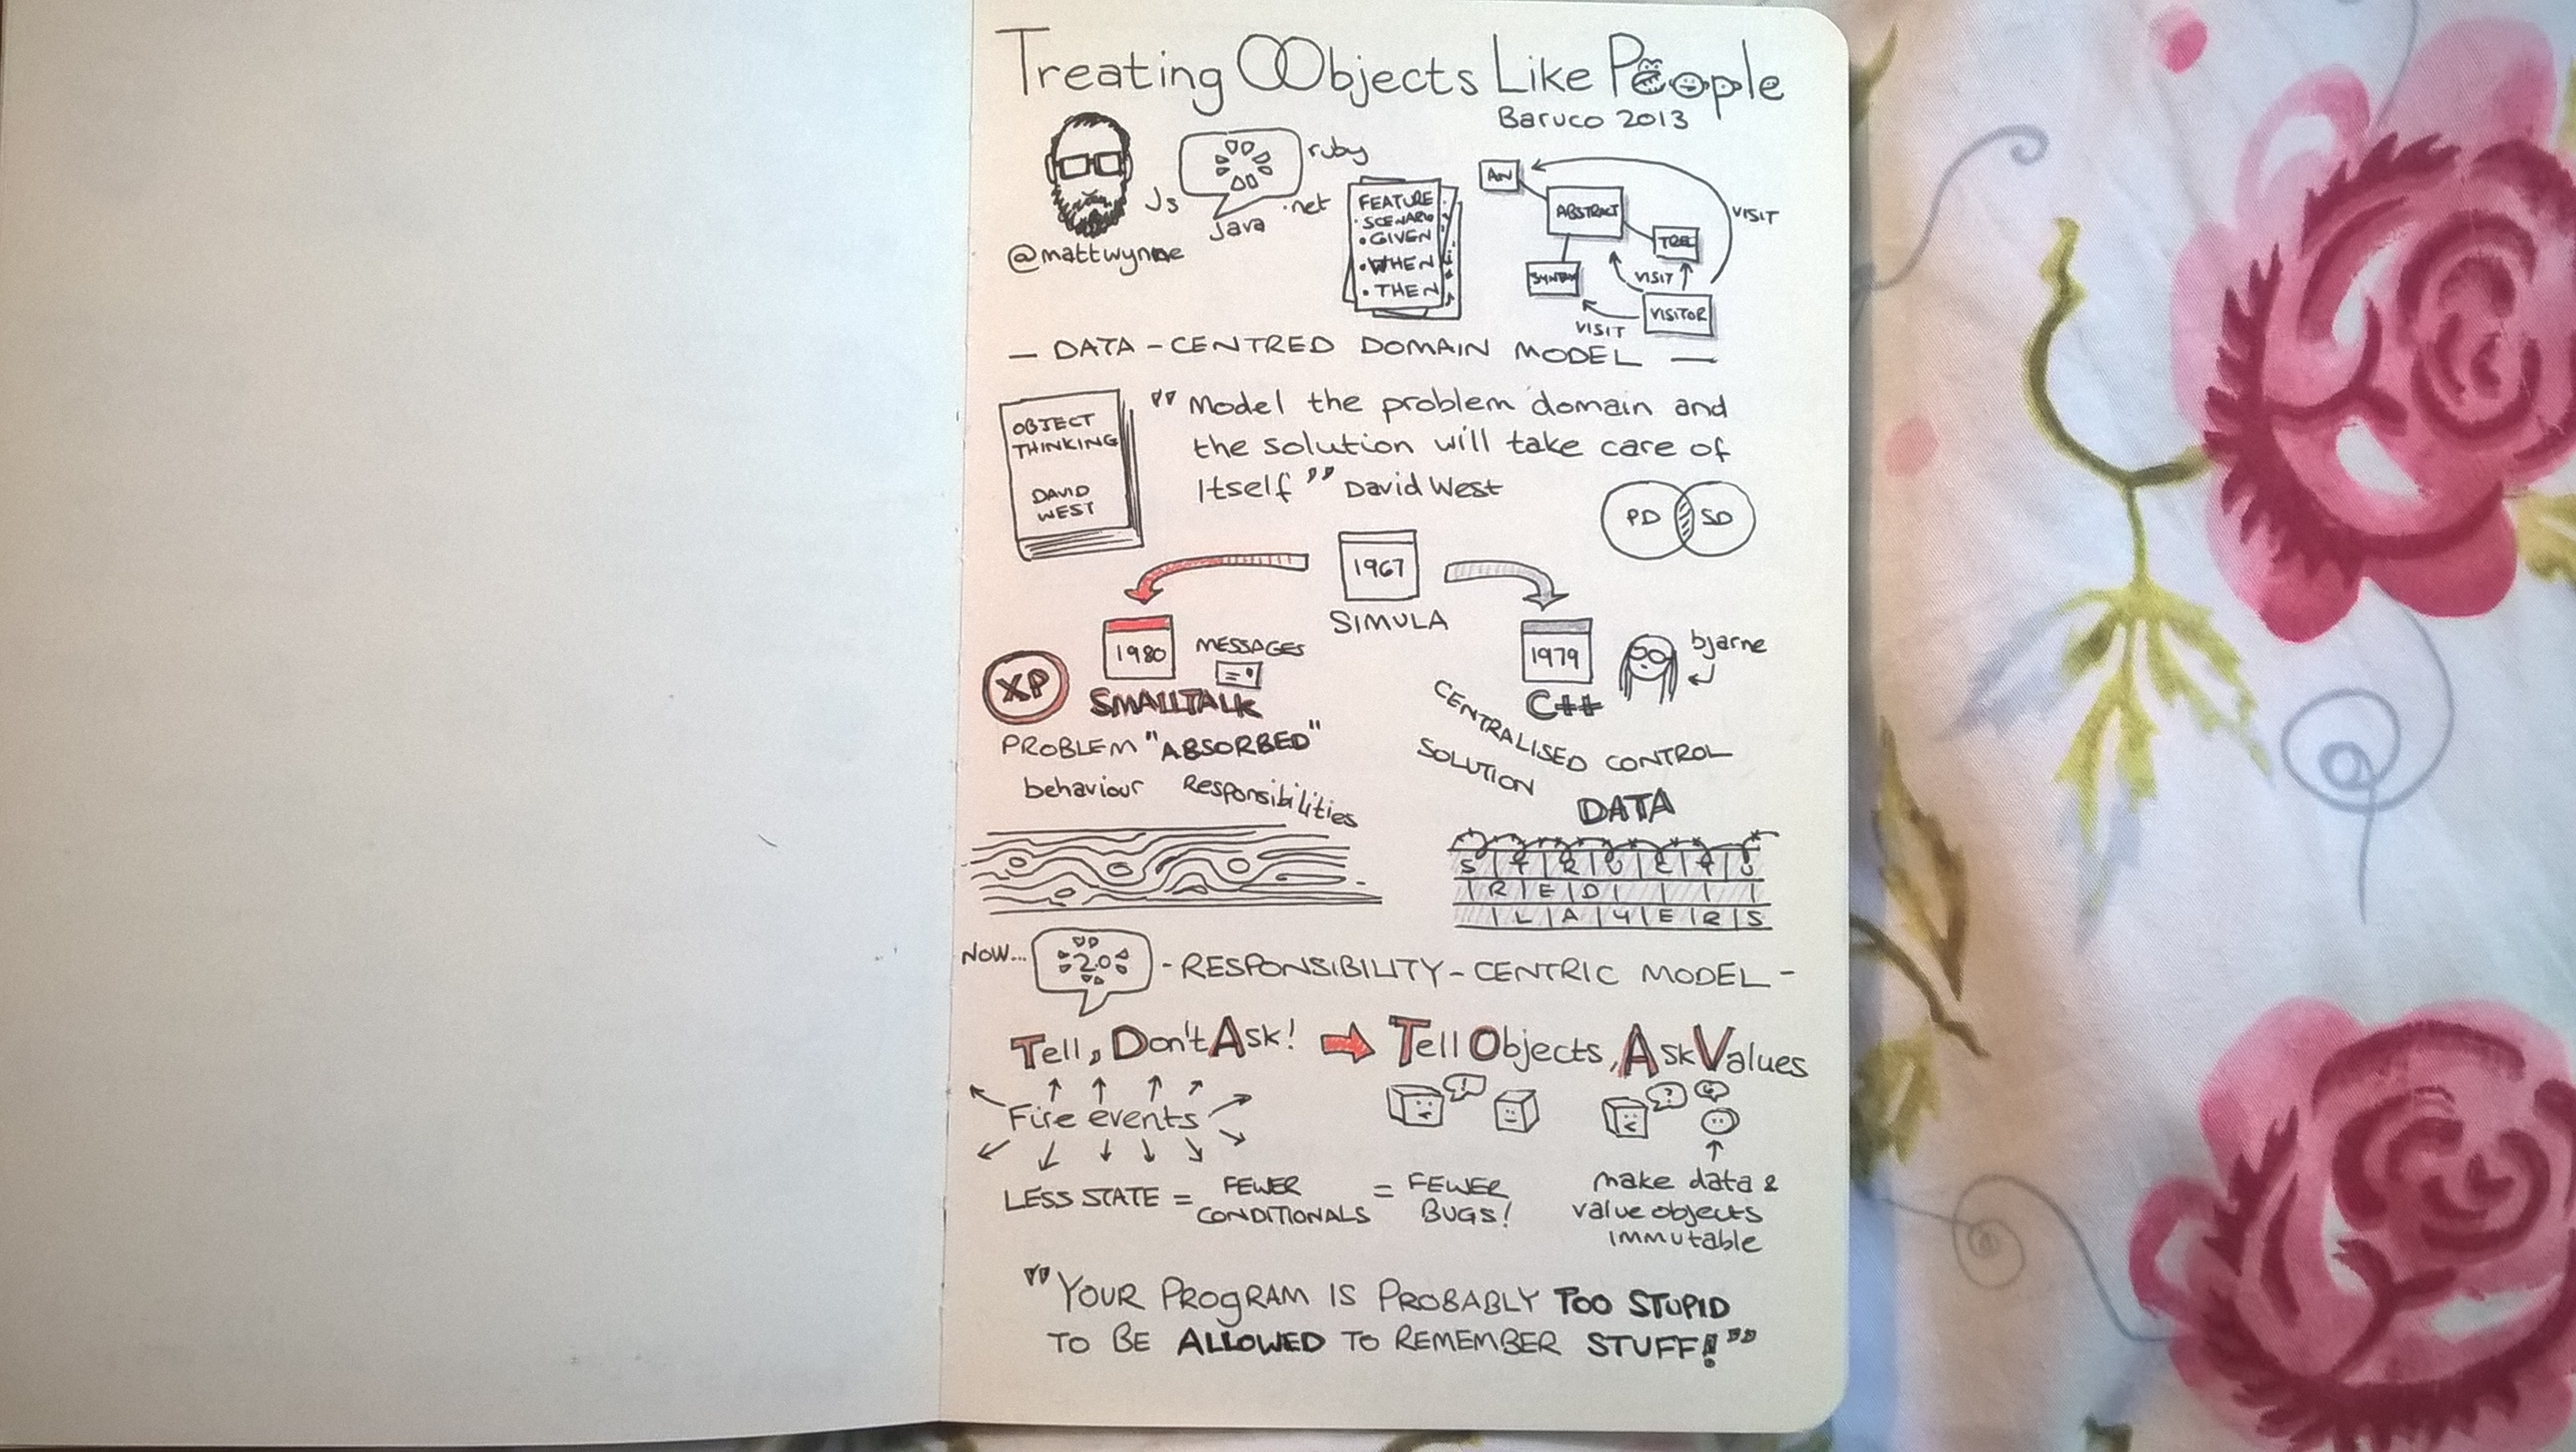 Treating OObjects Like People
Baruco 2013
@mattwynne
Js
ruby
java
.net
FEATURE
• SCENARIO
• GIVEN
• WHEN
• THEN
AN
ABSTRACT
SYNTAX
TREE
VISITOR
VISIT
VISIT
VISIT
— DATA - CENTRED DOMAIN MODEL —
OBJECT
THINKING
DAVID
WEST
" Model the problem domain and
the solution will take care of
itself " David West
PD SD
1967
SIMULA
XP
1980
MESSAGES
SMALLTALK
PROBLEM "ABSORBED"
behaviour Responsibilities
1979
bjarne
C++
CENTRALISED CONTROL
SOLUTION
DATA
S T R U C T U
R E D
L A Y E R S
NOW... 2.0 - RESPONSIBILITY - CENTRIC MODEL -
Tell, Don't Ask! Tell Objects, Ask Values
! ?
Fire events
LESS STATE = FEWER CONDITIONALS = FEWER BUGS!
make data &
value objects
immutable
"YOUR PROGRAM IS PROBABLY TOO STUPID
TO BE ALLOWED TO REMEMBER STUFF!"